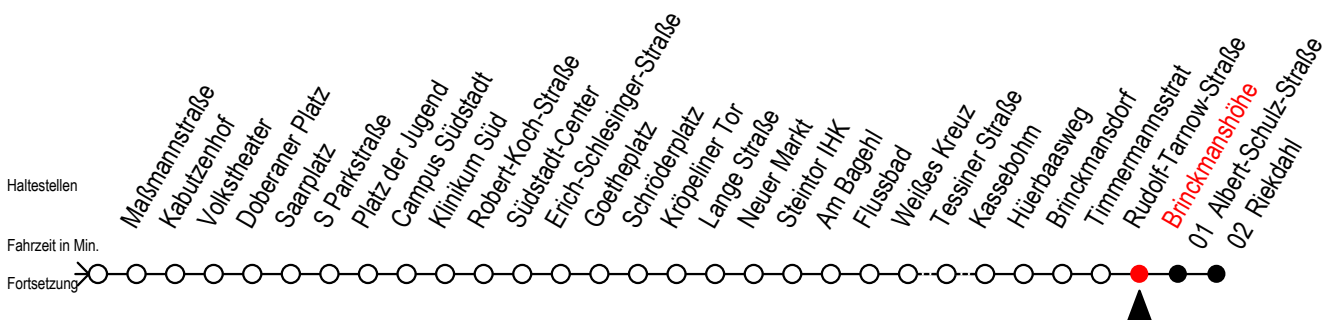 Haltestellen
Fahrzeit in Min.
Fortsetzung
Maßmannstraße
Kabutzenhof
Volkstheater
Doberaner Platz
Saarplatz
S Parkstraße
Platz der Jugend
Campus Südstadt
Klinikum Süd
Robert-Koch-Straße
Südstadt-Center
Erich-Schlesinger-Straße
Goetheplatz
Schröderplatz
Kröpeliner Tor
Lange Straße
Neuer Markt
Steintor IHK
Am Bagehl
Flussbad
Weißes Kreuz
Tessiner Straße
Kassebohm
Hüerbaasweg
Brinckmansdorf
Timmermannsstrat
Rudolf-Tarnow-Straße
Brinckmanshöhe
01 Albert-Schulz-Straße
02 Riekdahl